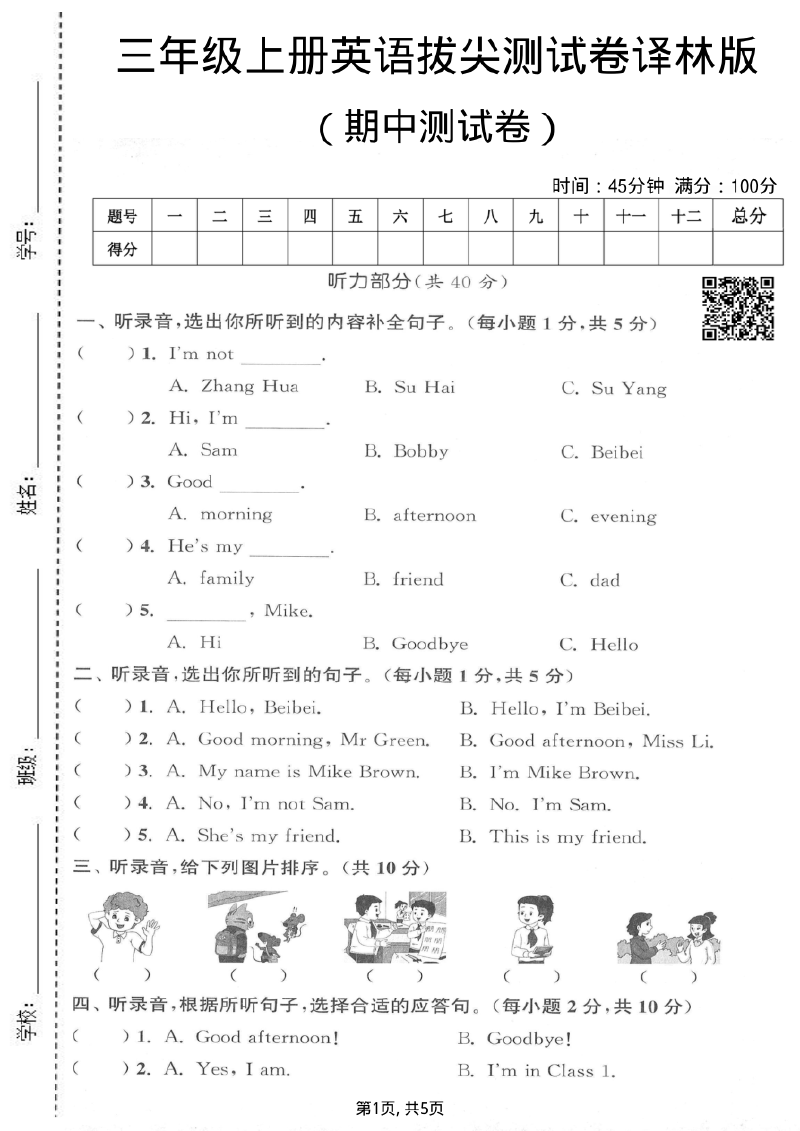 三年级上册英语拔尖测试卷译林版
（期中测试卷）
时间：45分钟 满分：100分
题号 一 二 三 四 五 六 七 八 九 十 十一 十二 总分
得分
听力部分(共 40 分)
一、听录音,选出你所听到的内容补全句子。(每小题 1 分,共 5 分)
( )1. I'm not ________.
A. Zhang Hua B. Su Hai C. Su Yang
( )2. Hi, I'm ________.
A. Sam B. Bobby C. Beibei
( )3. Good ________.
A. morning B. afternoon C. evening
( )4. He's my ________.
A. family B. friend C. dad
( )5. ________, Mike.
A. Hi B. Goodbye C. Hello
二、听录音,选出你所听到的句子。(每小题 1 分,共 5 分)
( )1. A. Hello, Beibei. B. Hello, I'm Beibei.
( )2. A. Good morning, Mr Green. B. Good afternoon, Miss Li.
( )3. A. My name is Mike Brown. B. I'm Mike Brown.
( )4. A. No, I'm not Sam. B. No. I'm Sam.
( )5. A. She's my friend. B. This is my friend.
三、听录音,给下列图片排序。(共 10 分)
( ) ( ) ( ) ( ) ( )
四、听录音,根据所听句子,选择合适的应答句。(每小题 2 分,共 10 分)
( )1. A. Good afternoon! B. Goodbye!
( )2. A. Yes, I am. B. I'm in Class 1.
第1页, 共5页
学号:
姓名:
班级:
学校: